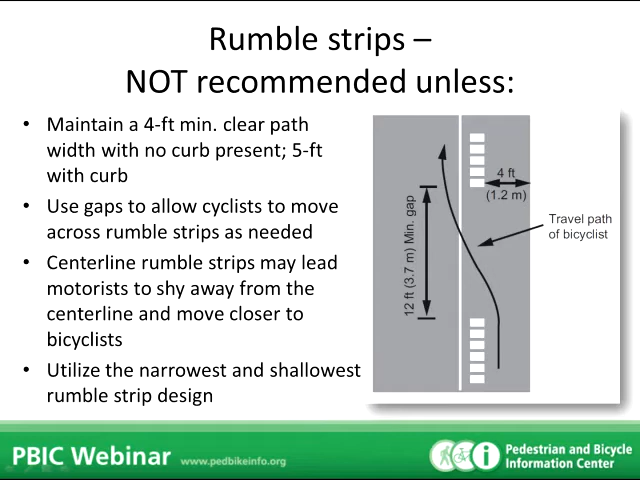 Rumble strips –
NOT recommended unless:
• Maintain a 4-ft min. clear path
width with no curb present; 5-ft
with curb
• Use gaps to allow cyclists to move
across rumble strips as needed
• Centerline rumble strips may lead
motorists to shy away from the
centerline and move closer to
bicyclists
• Utilize the narrowest and shallowest
rumble strip design
4 ft
(1.2 m)
12 ft (3.7 m) Min. gap
Travel path
of bicyclist
PBIC Webinar www.pedbikeinfo.org
Pedestrian and Bicycle
Information Center